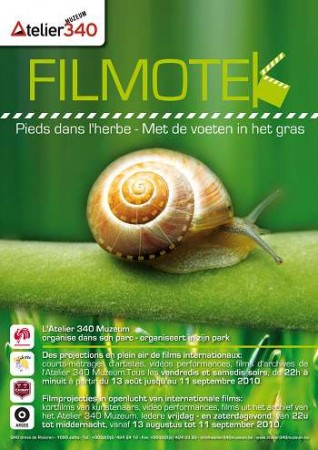 Atelier340
MUZEUM
FILMOTEK
Pieds dans l'herbe - Met de voeten in het gras
L'Atelier 340 Muzeum
organise dans son parc - organiseert in zijn park
Des projections en plein air de films internationaux:
courts-métrages d'artistes, vidéos performances, films d'archives de
l'Atelier 340 Muzeum.Tous les vendredis et samedis soirs, de 22h à
minuit à partir du 13 août jusqu'au 11 septembre 2010.
Filmprojecties in openlucht van internationale films:
kortfilms van kunstenaars, video performances, films uit het archief van
het Atelier 340 Muzeum. Iedere vrijdag - en zaterdagavond, van 22u
tot middernacht, vanaf 13 augustus tot 11 september 2010.
ARGOS